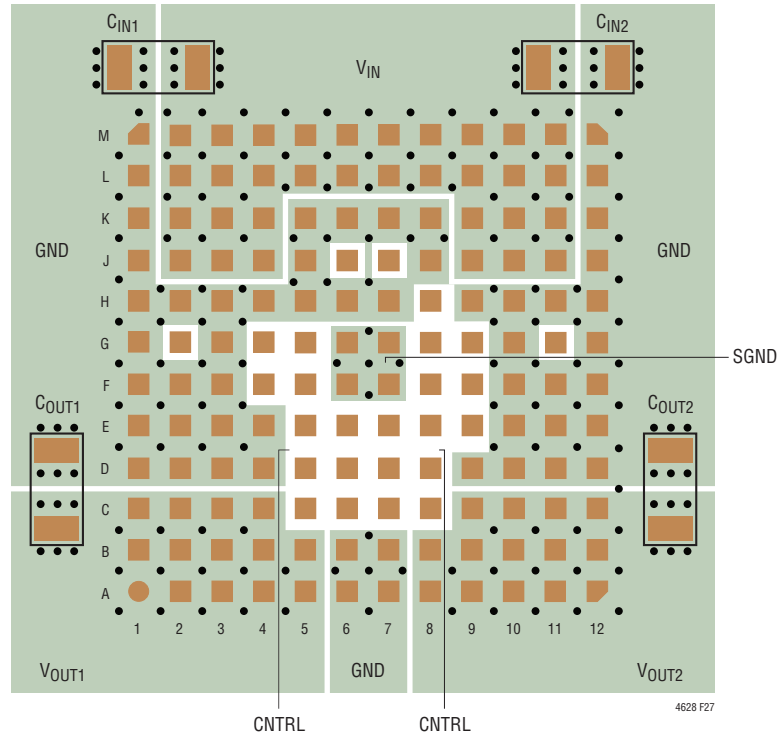 CIN1
CIN2
VIN
M
L
K
GND
GND
J
H
G
SGND
F
COUT1
COUT2
E
D
C
B
A
1 2 3 4 5 6 7 8 9 10 11 12
VOUT1
GND
VOUT2
4628 F27
CNTRL
CNTRL